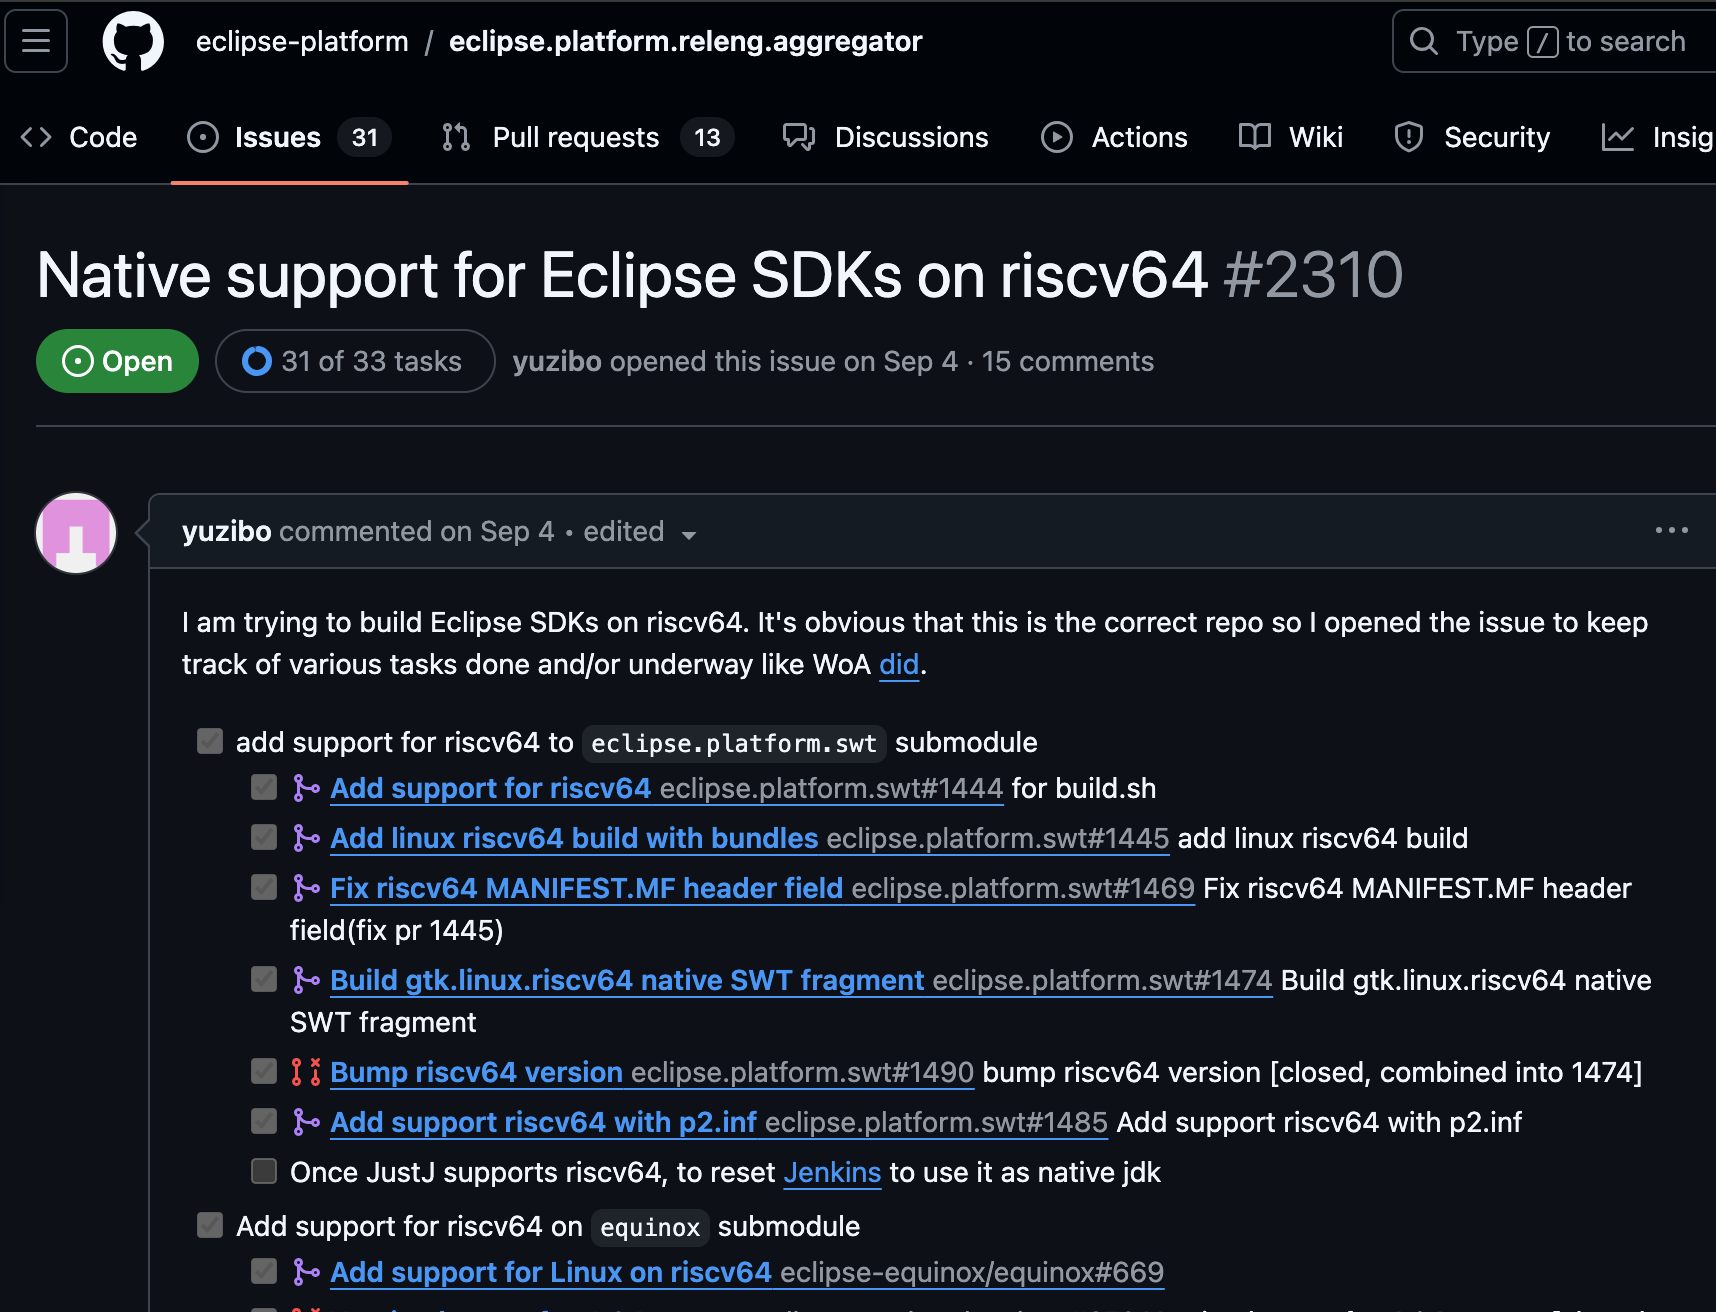 eclipse-platform / eclipse.platform.releng.aggregator
Type / to search
Code
Issues 31
Pull requests 13
Discussions
Actions
Wiki
Security
Insig
Native support for Eclipse SDKs on riscv64 #2310
Open
31 of 33 tasks
yuzibo opened this issue on Sep 4 · 15 comments
yuzibo commented on Sep 4 • edited
I am trying to build Eclipse SDKs on riscv64. It's obvious that this is the correct repo so I opened the issue to keep
track of various tasks done and/or underway like WoA did.
add support for riscv64 to eclipse.platform.swt submodule
Add support for riscv64 eclipse.platform.swt#1444 for build.sh
Add linux riscv64 build with bundles eclipse.platform.swt#1445 add linux riscv64 build
Fix riscv64 MANIFEST.MF header field eclipse.platform.swt#1469 Fix riscv64 MANIFEST.MF header
field(fix pr 1445)
Build gtk.linux.riscv64 native SWT fragment eclipse.platform.swt#1474 Build gtk.linux.riscv64 native
SWT fragment
Bump riscv64 version eclipse.platform.swt#1490 bump riscv64 version [closed, combined into 1474]
Add support riscv64 with p2.inf eclipse.platform.swt#1485 Add support riscv64 with p2.inf
Once JustJ supports riscv64, to reset Jenkins to use it as native jdk
Add support for riscv64 on equinox submodule
Add support for Linux on riscv64 eclipse-equinox/equinox#669